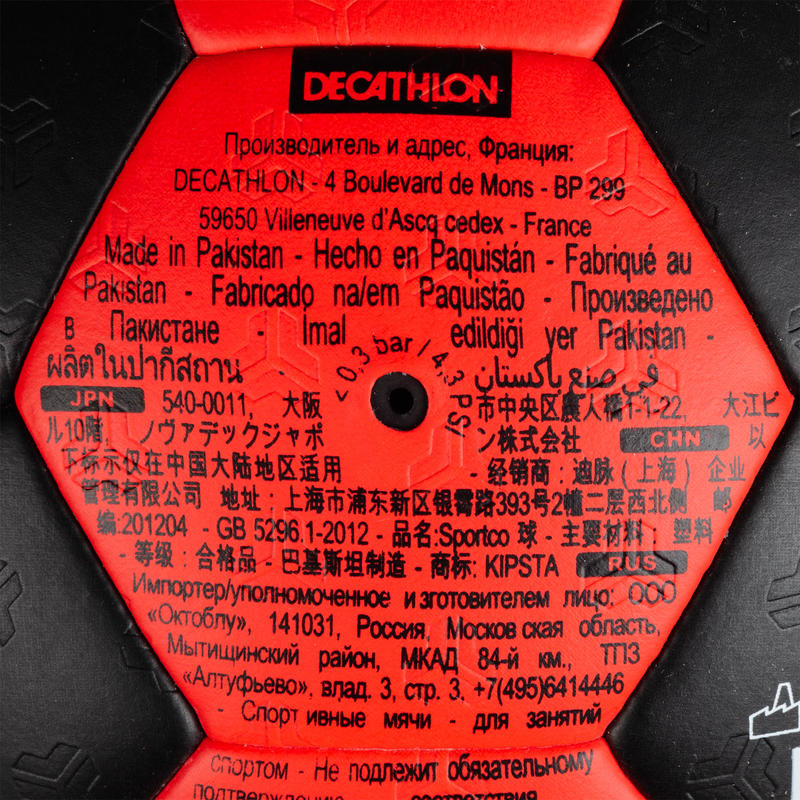 DECATHLON
Производитель и адрес, Франция:
DECATHLON - 4 Boulevard de Mons - BP 299
59650 Villeneuve d'Ascq cedex - France
Made in Pakistan - Hecho en Paquistán - Fabriqué au
Pakistan - Fabricado na/em Paquistão - Произведено
в Пакистане - Imal edildiği yer Pakistan -
ผลิตในปากีสถาน - في صنع باكستان
< 0,3 bar / 4,3 PSI
JPN 540-0011, 大阪市中央区農人橋1-1-22, 大江ビ
ル10階, ノヴァデックジャポン株式会社 CHN 以
下标示仅在中国大陆地区适用 - 经销商：迪脉（上海）企业
管理有限公司 地址：上海市浦东新区银霄路393号2幢二层西北侧 邮
编:201204 - GB 5296.1-2012 - 品名:Sportco 球 - 主要材料：塑料
- 等级：合格品 - 巴基斯坦制造 - 商标: KIPSTA RUS
Импортер/уполномоченное изготовителем лицо: ООО
«Октоблу», 141031, Россия, Московская область,
Мытищинский район, МКАД 84-й км., ТПЗ
«Алтуфьево», влад. 3, стр. 3, +7(495)6414446
- Спортивные мячи - для занятий
спортом - Не подлежит обязательному
подтверждению соответствия